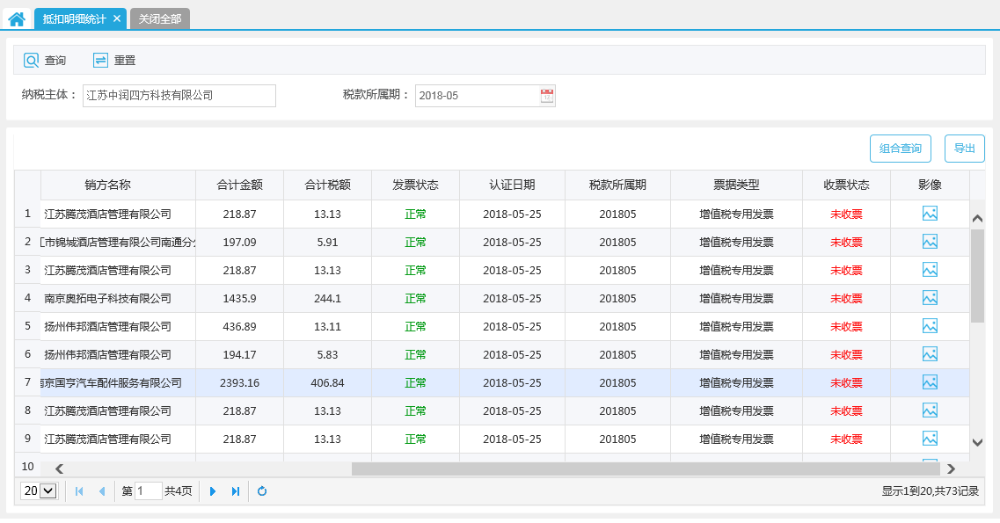 抵扣明细统计 × 关闭全部
查询 重置
纳税主体： 江苏中润四方科技有限公司 税款所属期： 2018-05
组合查询 导出
销方名称 合计金额 合计税额 发票状态 认证日期 税款所属期 票据类型 收票状态 影像
1 江苏腾茂酒店管理有限公司 218.87 13.13 正常 2018-05-25 201805 增值税专用发票 未收票
2 市锦城酒店管理有限公司南通分 197.09 5.91 正常 2018-05-25 201805 增值税专用发票 未收票
3 江苏腾茂酒店管理有限公司 218.87 13.13 正常 2018-05-25 201805 增值税专用发票 未收票
4 南京奥拓电子科技有限公司 1435.9 244.1 正常 2018-05-25 201805 增值税专用发票 未收票
5 扬州伟邦酒店管理有限公司 436.89 13.11 正常 2018-05-25 201805 增值税专用发票 未收票
6 扬州伟邦酒店管理有限公司 194.17 5.83 正常 2018-05-25 201805 增值税专用发票 未收票
7 南京国亨汽车配件服务有限公司 2393.16 406.84 正常 2018-05-25 201805 增值税专用发票 未收票
8 江苏腾茂酒店管理有限公司 218.87 13.13 正常 2018-05-25 201805 增值税专用发票 未收票
9 江苏腾茂酒店管理有限公司 218.87 13.13 正常 2018-05-25 201805 增值税专用发票 未收票
10
20 第 1 共4页 显示1到20,共73记录